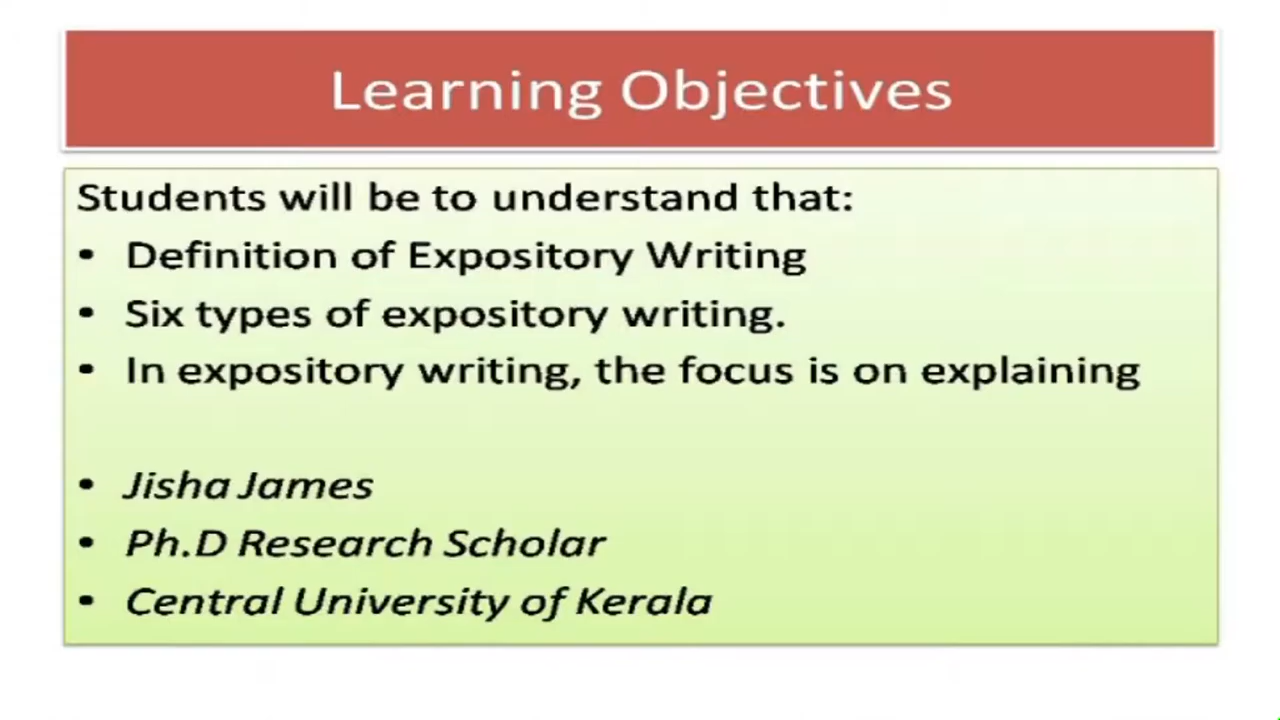 Learning Objectives
Students will be to understand that:
• Definition of Expository Writing
• Six types of expository writing.
• In expository writing, the focus is on explaining
• Jisha James
• Ph.D Research Scholar
• Central University of Kerala